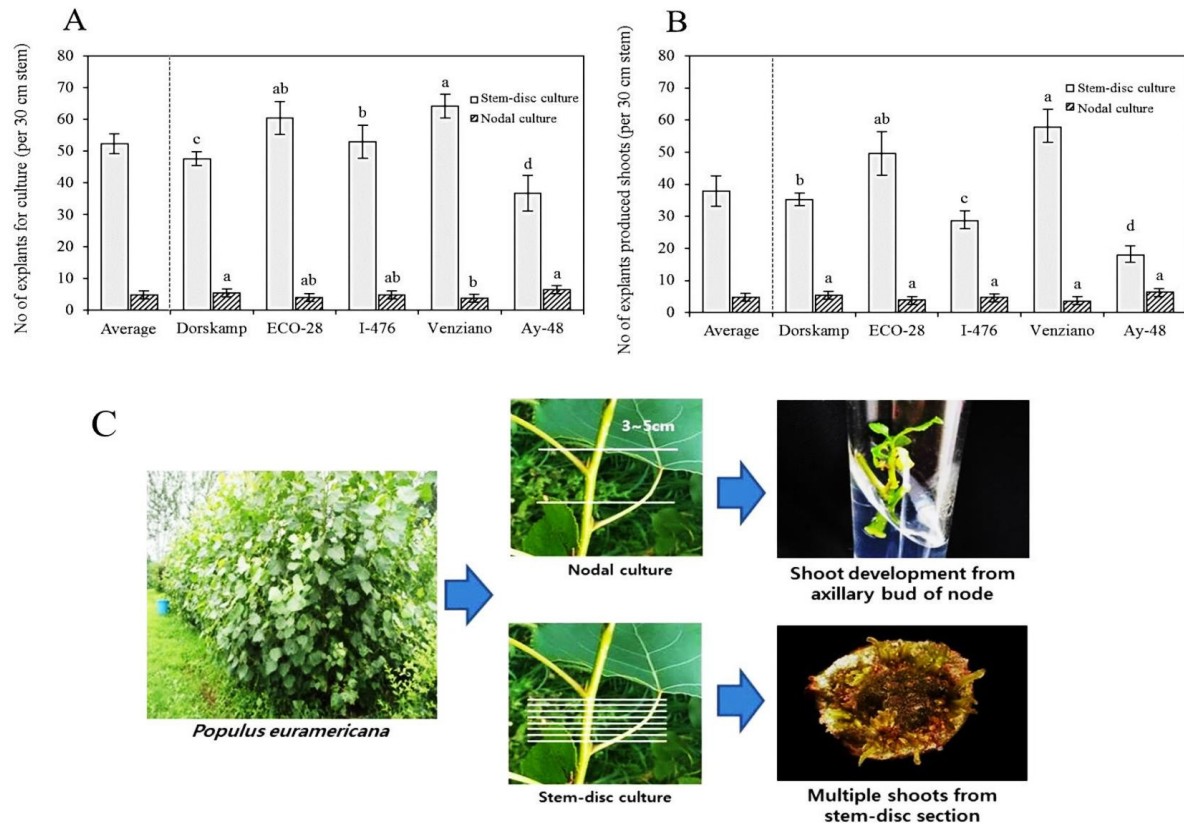 A
No of explants for culture (per 30 cm stem)
80
70
60
50
40
30
20
10
0
c
a
ab
ab
b
ab
a
b
d
a
Stem-disc culture
Nodal culture
Average
Dorskamp
ECO-28
I-476
Venziano
Ay-48
B
No of explants produced shoots (per 30 cm stem)
80
70
60
50
40
30
20
10
0
b
a
ab
a
c
a
a
a
d
a
Stem-disc culture
Nodal culture
Average
Dorskamp
ECO-28
I-476
Venziano
Ay-48
C
Populus euramericana
3~5cm
Nodal culture
Shoot development from
axillary bud of node
Stem-disc culture
Multiple shoots from
stem-disc section